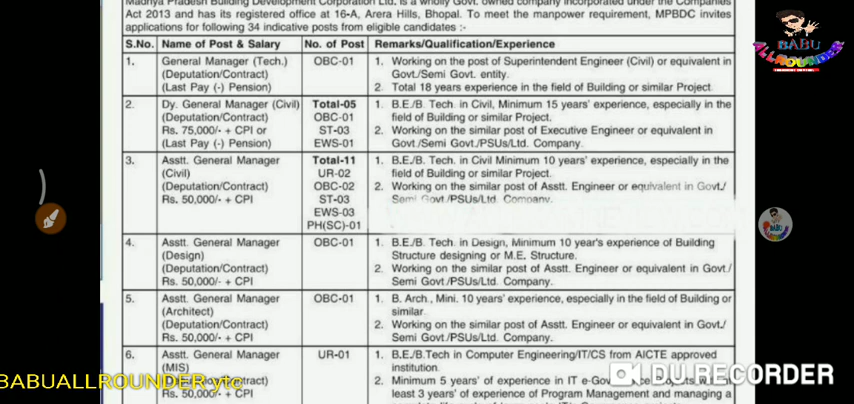 Madhya Pradesh Building Development Corporation Ltd. is a wholly Govt. owned company incorporated under the Companies
Act 2013 and has its registered office at 16-A, Arera Hills, Bhopal. To meet the manpower requirement, MPBDC invites
applications for following 34 indicative posts from eligible candidates :-
S.No. Name of Post & Salary No. of Post Remarks/Qualification/Experience
1. General Manager (Tech.) OBC-01 1. Working on the post of Superintendent Engineer (Civil) or equivalent in
(Deputation/Contract) Govt./Semi Govt. entity.
(Last Pay (-) Pension) 2. Total 18 years experience in the field of Building or similar Project.
2. Dy. General Manager (Civil) Total-05 1. B.E./B. Tech. in Civil, Minimum 15 years' experience, especially in the
(Deputation/Contract) OBC-01 field of Building or similar Project.
Rs. 75,000/- + CPI or ST-03 2. Working on the similar post of Executive Engineer or equivalent in
(Last Pay (-) Pension) EWS-01 Govt./Semi Govt./PSUs/Ltd. Company.
3. Asstt. General Manager Total-11 1. B.E./B. Tech. in Civil Minimum 10 years' experience, especially in the
(Civil) UR-02 field of Building or similar Project.
(Deputation/Contract) OBC-02 2. Working on the similar post of Asstt. Engineer or equivalent in Govt./
Rs. 50,000/- + CPI ST-03 Semi Govt./PSUs/Ltd. Company.
EWS-03
PH(SC)-01
4. Asstt. General Manager OBC-01 1. B.E./B. Tech. in Design, Minimum 10 year's experience of Building
(Design) Structure designing or M.E. Structure.
(Deputation/Contract) 2. Working on the similar post of Asstt. Engineer or equivalent in Govt./
Rs. 50,000/- + CPI Semi Govt./PSUs/Ltd. Company.
5. Asstt. General Manager OBC-01 1. B. Arch., Mini. 10 years' experience, especially in the field of Building or
(Architect) similar.
(Deputation/Contract) 2. Working on the similar post of Asstt. Engineer or equivalent in Govt./
Rs. 50,000/- + CPI Semi Govt./PSUs/Ltd. Company.
6. Asstt. General Manager UR-01 1. B.E./B.Tech in Computer Engineering/IT/CS from AICTE approved
(MIS) institution.
2. Minimum 5 years' of experience in IT
Rs. 50,000/- + CPI least 3 years' of experience of Program Management and managing a
BABU
ALLROUNDER
BABUALLROUNDER ytc
DU RECORDER